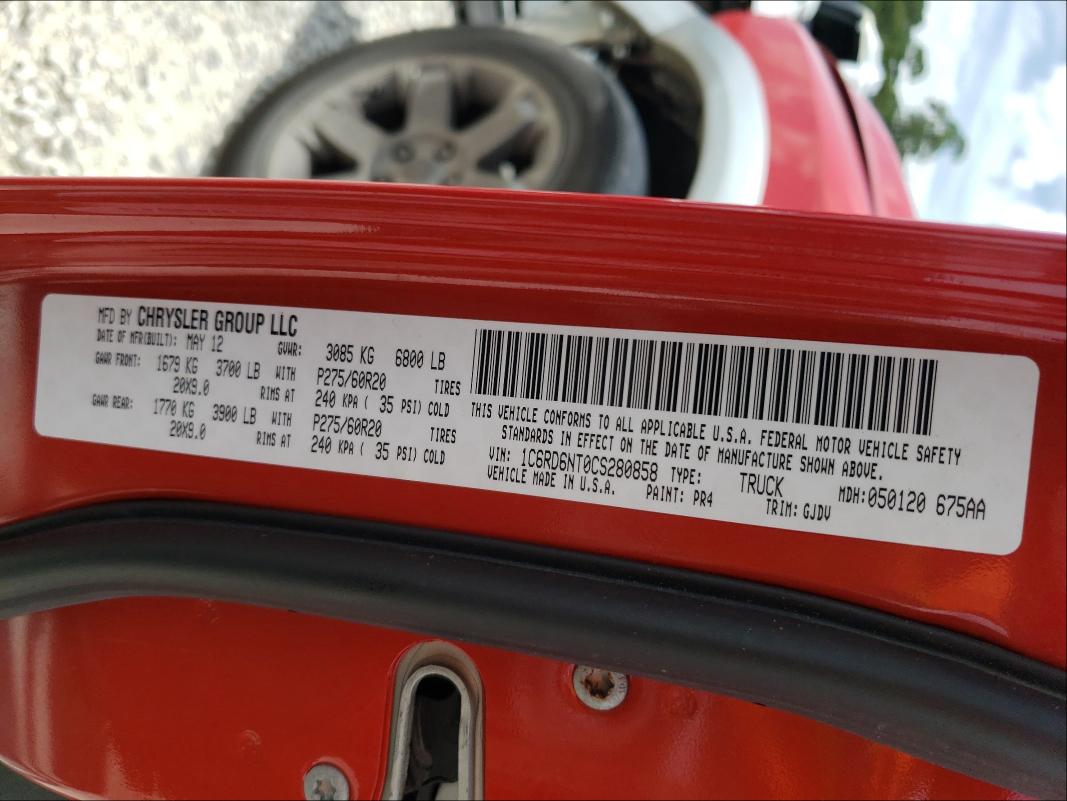 MFD BY CHRYSLER GROUP LLC
DATE OF MFR(BUILT): MAY 12 GVWR: 3085 KG 6800 LB
GAWR FRONT: 1679 KG 3700 LB WITH P275/60R20 TIRES
20X9.0 RIMS AT 240 KPA ( 35 PSI) COLD
GAWR REAR: 1770 KG 3900 LB WITH P275/60R20 TIRES
20X9.0 RIMS AT 240 KPA ( 35 PSI) COLD
THIS VEHICLE CONFORMS TO ALL APPLICABLE U.S.A. FEDERAL MOTOR VEHICLE SAFETY
STANDARDS IN EFFECT ON THE DATE OF MANUFACTURE SHOWN ABOVE.
VIN: 1C6RD6NT0CS280858 TYPE: TRUCK MDH:050120 675AA
VEHICLE MADE IN U.S.A. PAINT: PR4 TRIM: GJDV